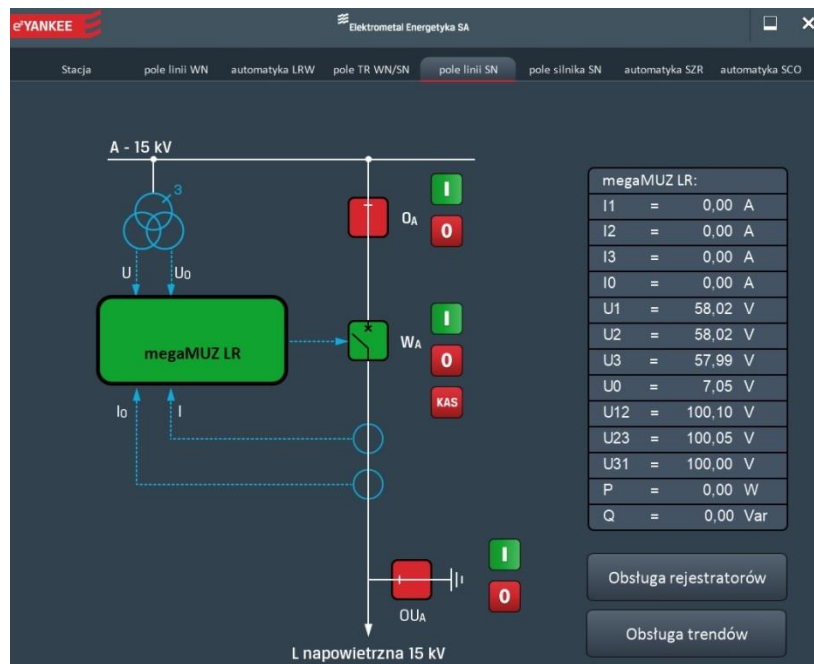 e²YANKEE
Elektrometal Energetyka SA
Stacja
pole linii WN
automatyka LRW
pole TR WN/SN
pole linii SN
pole silnika SN
automatyka SZR
automatyka SCO
A - 15 kV
3
U
U0
megaMUZ LR
I0
I
OA
I
0
WA
I
0
KAS
OUA
I
0
L napowietrzna 15 kV
megaMUZ LR:
I1 = 0,00 A
I2 = 0,00 A
I3 = 0,00 A
I0 = 0,00 A
U1 = 58,02 V
U2 = 58,02 V
U3 = 57,99 V
U0 = 7,05 V
U12 = 100,10 V
U23 = 100,05 V
U31 = 100,00 V
P = 0,00 W
Q = 0,00 Var
Obsługa rejestratorów
Obsługa trendów